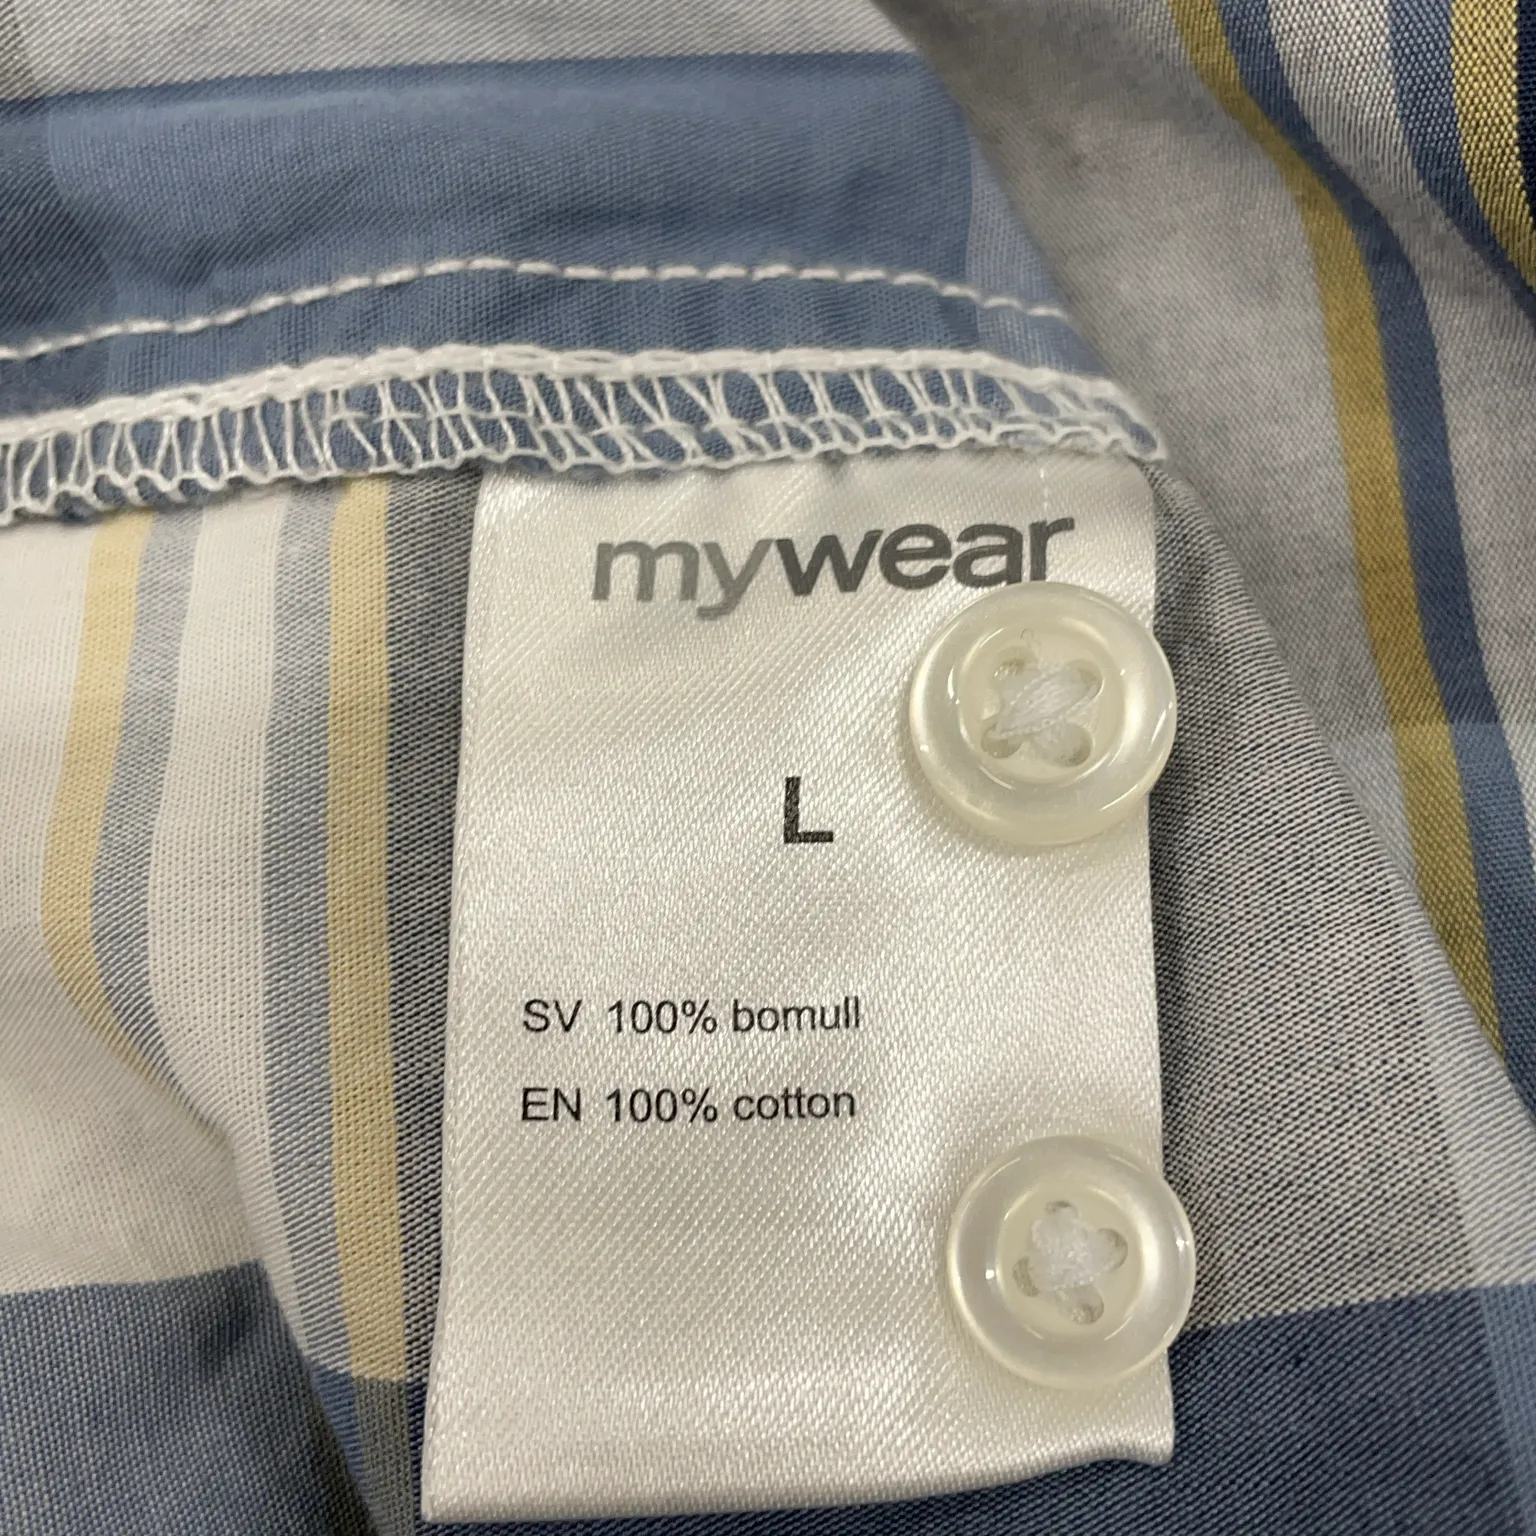 mywear
L
SV 100% bomull
EN 100% cotton